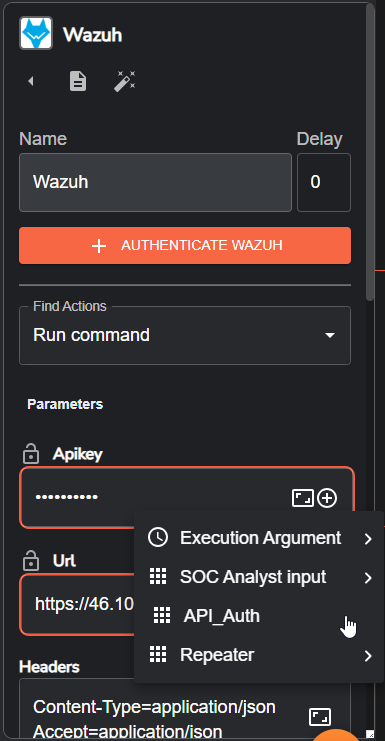 Wazuh
Name
Delay
Wazuh
0
AUTHENTICATE WAZUH
Find Actions
Run command
Parameters
Apikey
••••••••••
Execution Argument
SOC Analyst input
Url
https://46.10
API_Auth
Repeater
Headers
Content-Type=application/json
Accept=application/json